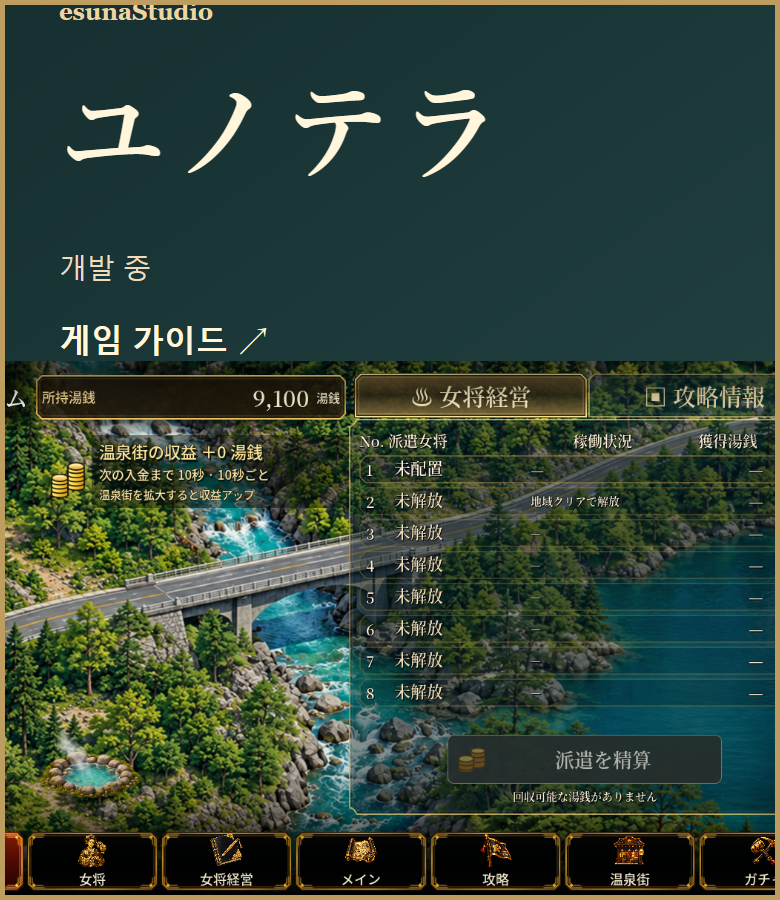 esunaStudio
ユノテラ
개발 중
게임 가이드 ↗
ム
所持湯銭 9,100 湯銭
♨ 女将経営
▣ 攻略情報
温泉街の収益 +0 湯銭
次の入金まで 10秒・10秒ごと
温泉街を拡大すると収益アップ
No. 派遣女将 稼働状況 獲得湯銭
1 未配置 — —
2 未解放 地域クリアで解放 —
3 未解放 — —
4 未解放 — —
5 未解放 — —
6 未解放 — —
7 未解放 — —
8 未解放 — —
派遣を精算
回収可能な湯銭がありません
女将
女将経営
メイン
攻略
温泉街
ガチ